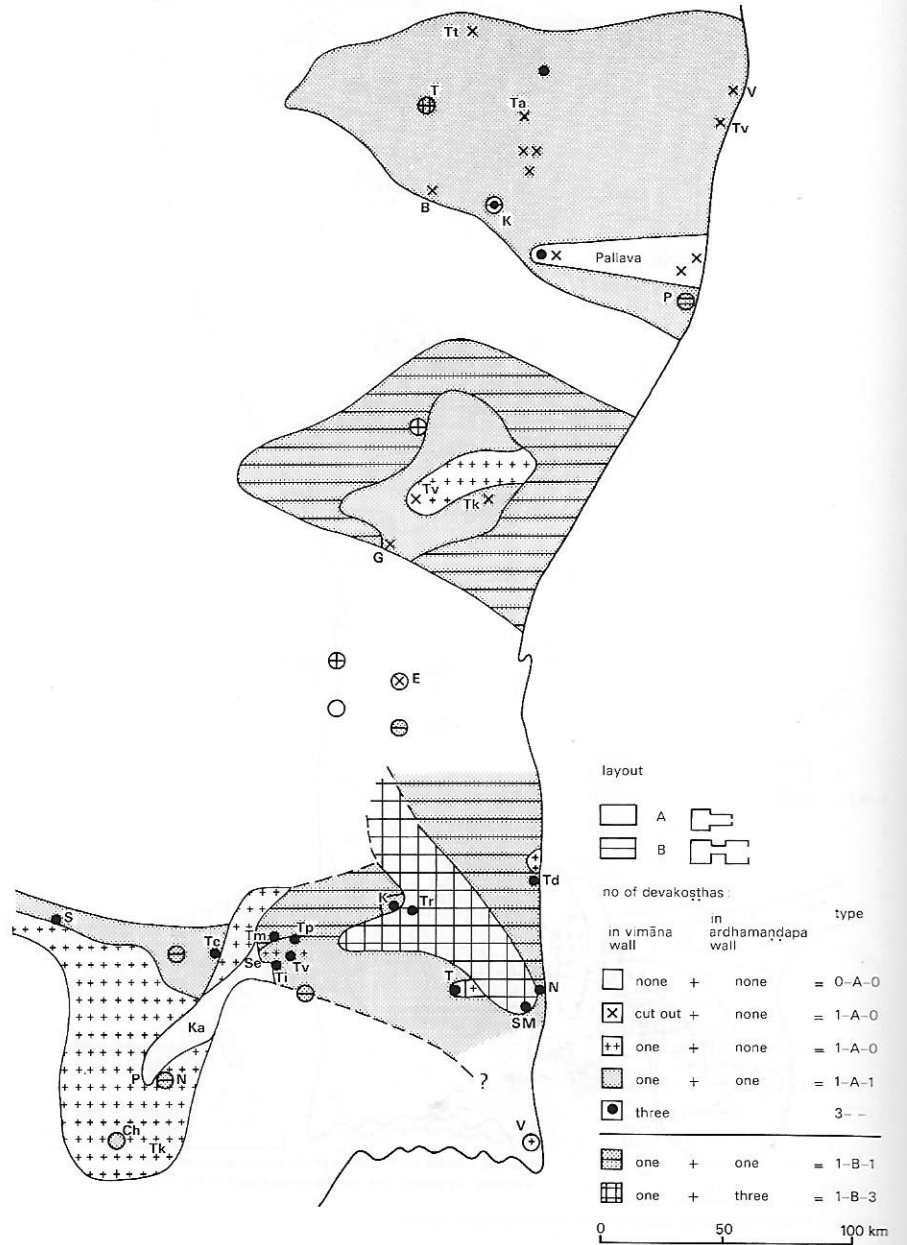 Tt
T
Ta
V
Tv
B
K
Pallava
P
Tv
Tk
G
E
layout
A
B
Td
no of devakoṣṭhas :
K
Tr
S
in vimāna
wall
in
ardhamaṇḍapa
wall
type
Tm
Tp
Tc
Se
Tv
Ti
none + none = 0-A-0
T
N
cut out + none = 1-A-0
SM
Ka
one + none = 1-A-0
P
N
?
one + one = 1-A-1
three 3- -
Ch
Tk
V
one + one = 1-B-1
one + three = 1-B-3
0 50 100 km